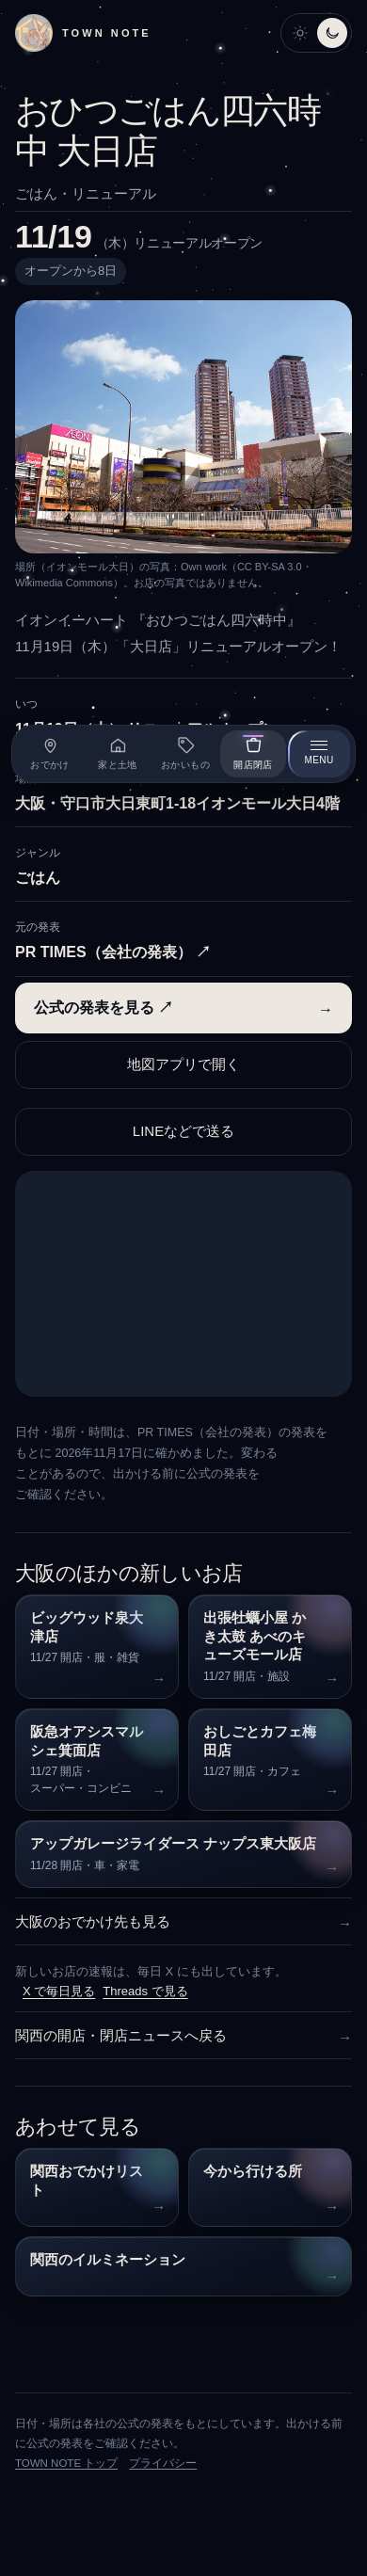 TOWN NOTE
おひつごはん四六時
中 大日店
ごはん・リニューアル
11/19 （木）リニューアルオープン
オープンから8日
AEON
場所（イオンモール大日）の写真：Own work（CC BY-SA 3.0・
Wikimedia Commons）。お店の写真ではありません。
イオンイーハート 『おひつごはん四六時中』
11月19日（木）「大日店」リニューアルオープン！
いつ
おでかけ
家と土地
おかいもの
開店閉店
MENU
大阪・守口市大日東町1-18イオンモール大日4階
ジャンル
ごはん
元の発表
PR TIMES（会社の発表） ↗
公式の発表を見る ↗ →
地図アプリで開く
LINEなどで送る
日付・場所・時間は、PR TIMES（会社の発表）の発表を
もとに 2026年11月17日に確かめました。変わる
ことがあるので、出かける前に公式の発表を
ご確認ください。
大阪のほかの新しいお店
ビッグウッド泉大
津店
11/27 開店・服・雑貨
→
出張牡蠣小屋 か
き太鼓 あべのキ
ューズモール店
11/27 開店・施設
→
阪急オアシスマル
シェ箕面店
11/27 開店・
スーパー・コンビニ
→
おしごとカフェ梅
田店
11/27 開店・カフェ
→
アップガレージライダース ナップス東大阪店
11/28 開店・車・家電
→
大阪のおでかけ先も見る →
新しいお店の速報は、毎日 X にも出しています。
X で毎日見る Threads で見る
関西の開店・閉店ニュースへ戻る →
あわせて見る
関西おでかけリス
ト
→
今から行ける所
→
関西のイルミネーション
→
日付・場所は各社の公式の発表をもとにしています。出かける前
に公式の発表をご確認ください。
TOWN NOTE トップ プライバシー